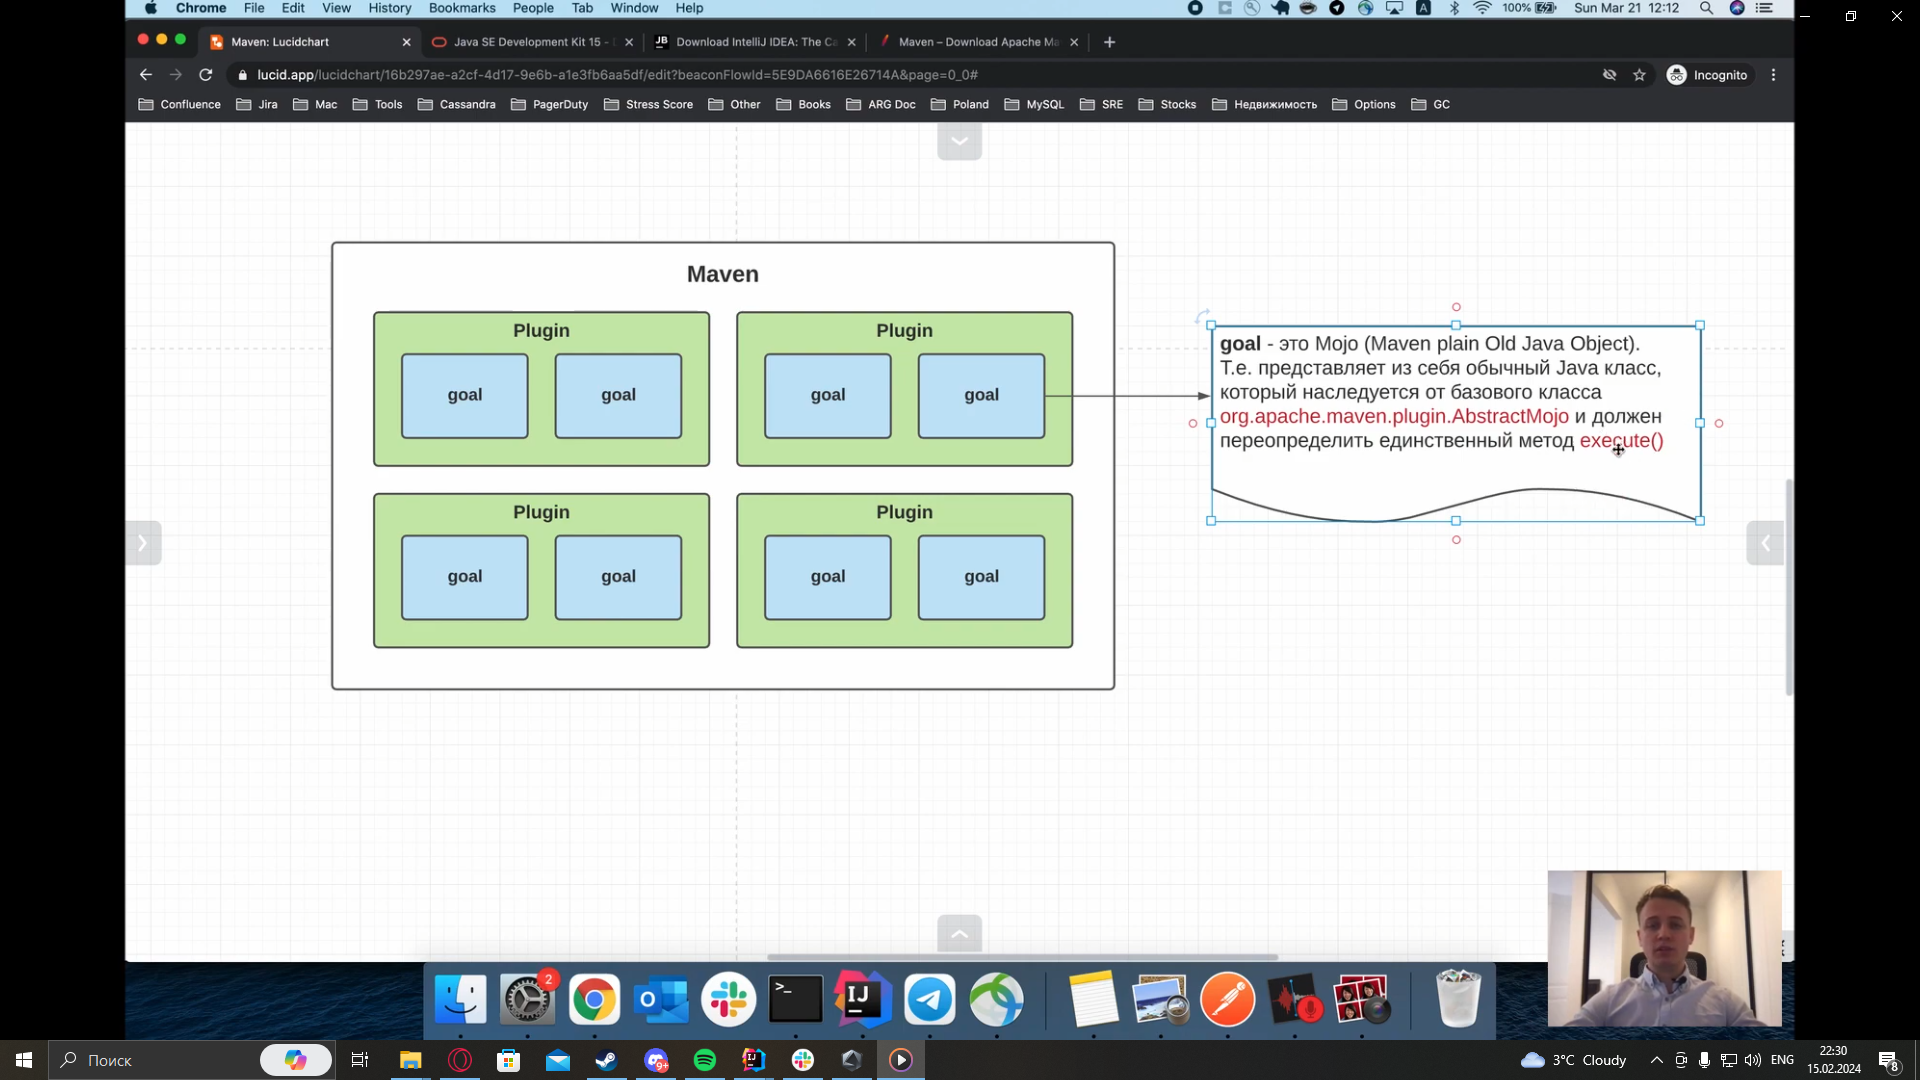 Chrome File Edit View History Bookmarks People Tab Window Help
100% Sun Mar 21 12:12
Maven: Lucidchart
Java SE Development Kit 15 -
Download IntelliJ IDEA: The Ca
Maven – Download Apache Ma
lucid.app/lucidchart/16b297ae-a2cf-4d17-9e6b-a1e3fb6aa5df/edit?beaconFlowId=5E9DA6616E26714A&page=0_0#
Incognito
Confluence Jira Mac Tools Cassandra PagerDuty Stress Score Other Books ARG Doc Poland MySQL SRE Stocks Недвижимость Options GC
Maven
Plugin
goal goal
Plugin
goal goal
Plugin
goal goal
Plugin
goal goal
goal - это Mojo (Maven plain Old Java Object).
Т.е. представляет из себя обычный Java класс,
который наследуется от базового класса
org.apache.maven.plugin.AbstractMojo и должен
переопределить единственный метод execute()
2
Поиск
9+
3°C Cloudy
ENG
22:30
15.02.2024
8